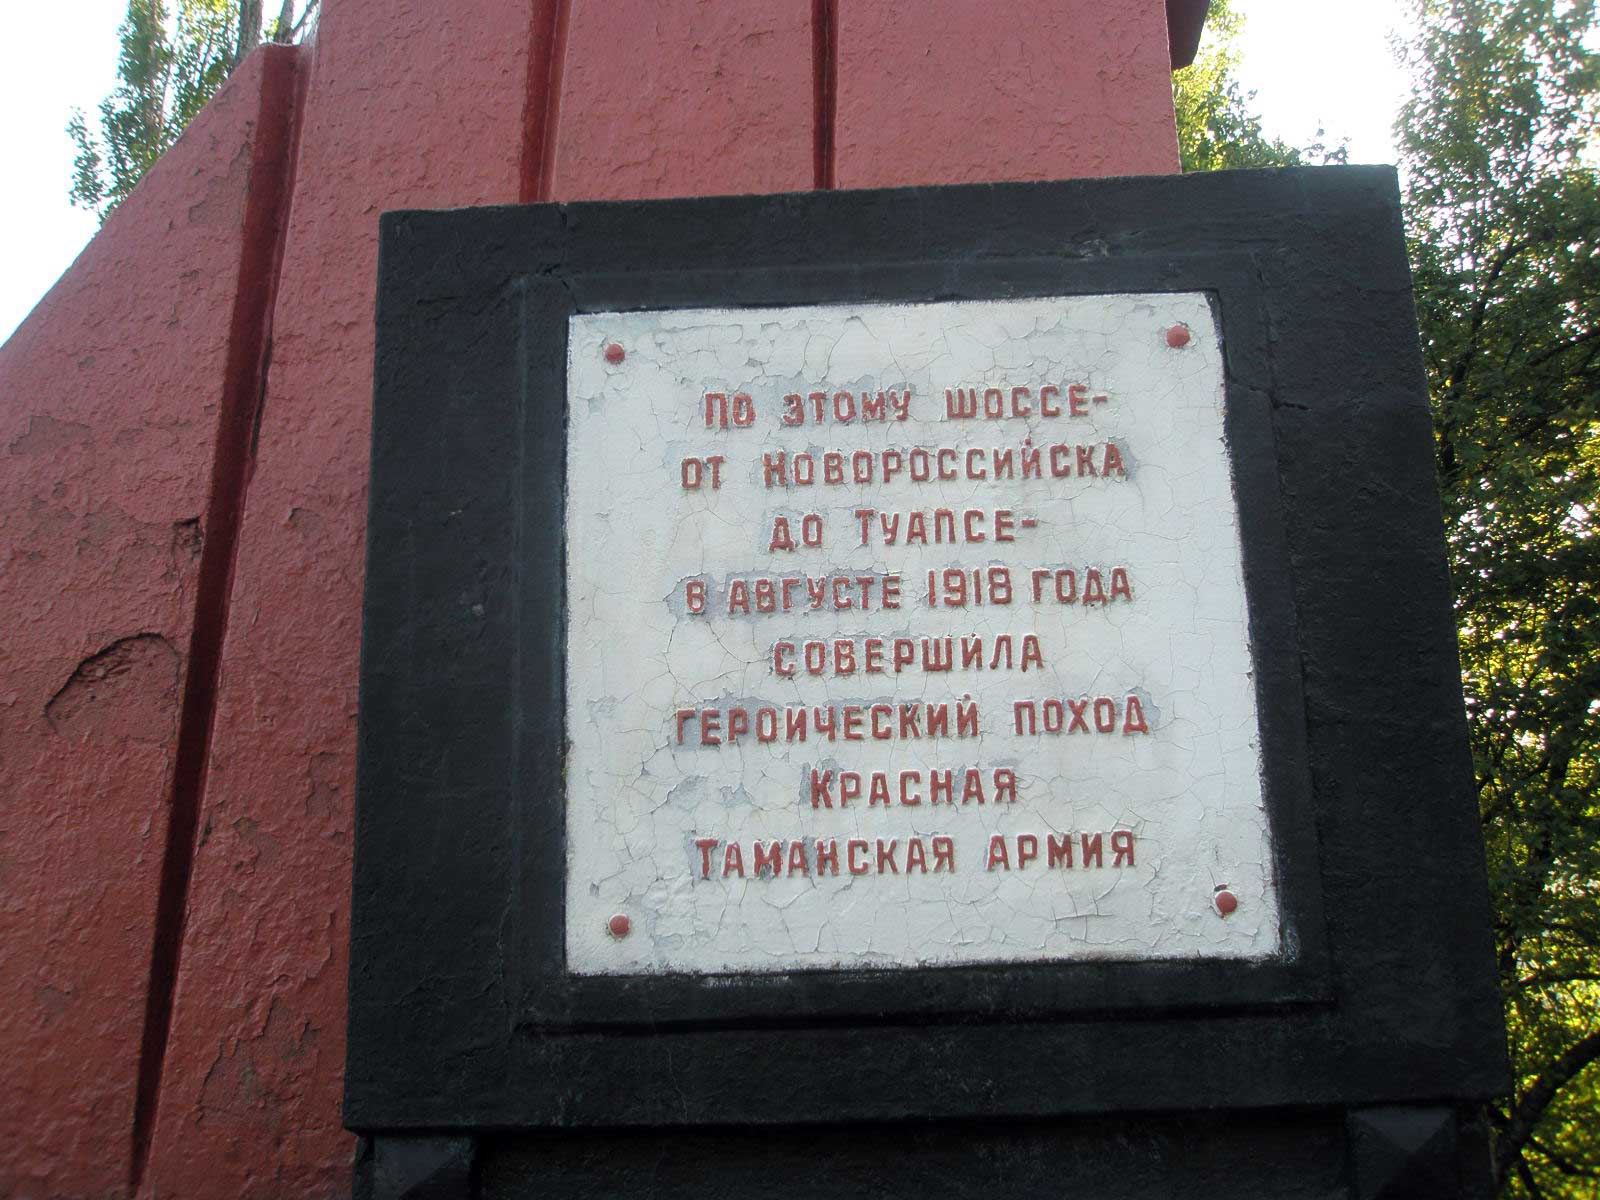 ПО ЭТОМУ ШОССЕ-
ОТ НОВОРОССИЙСКА
ДО ТУАПСЕ-
В АВГУСТЕ 1918 ГОДА
СОВЕРШИЛА
ГЕРОИЧЕСКИЙ ПОХОД
КРАСНАЯ
ТАМАНСКАЯ АРМИЯ